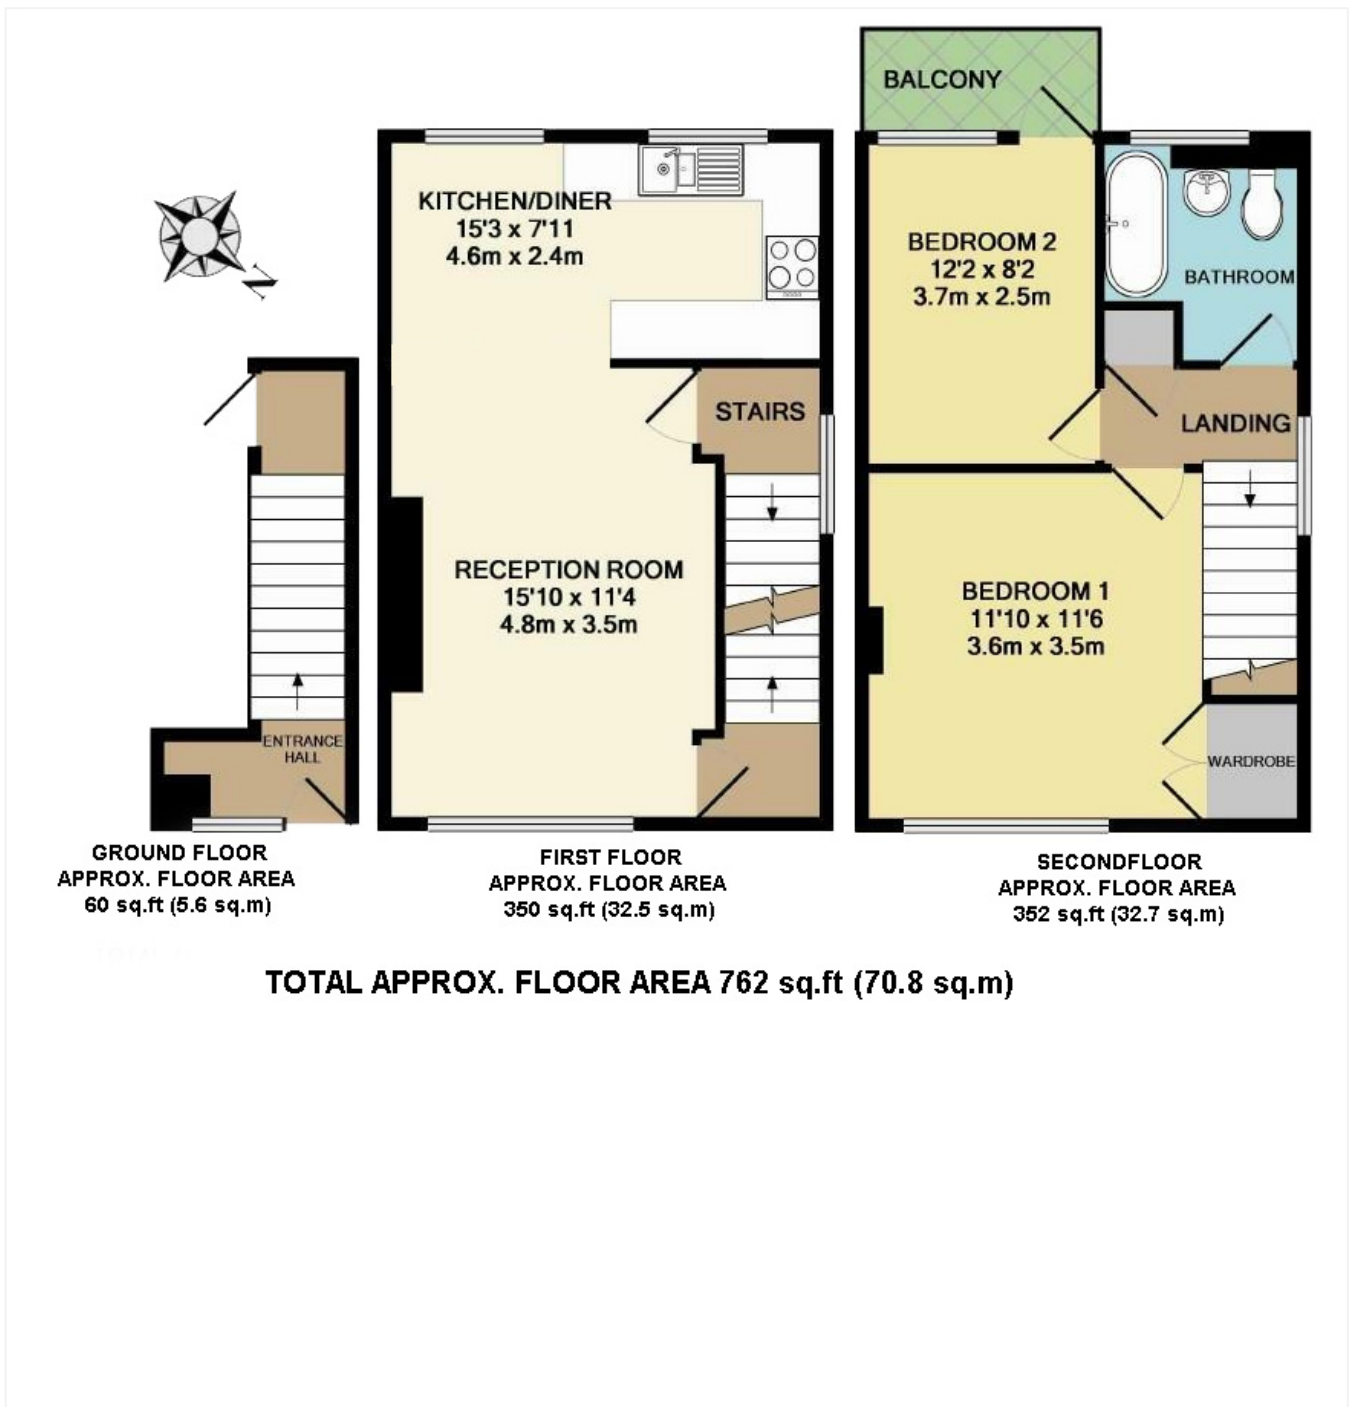 BALCONY
KITCHEN/DINER
15'3 x 7'11
4.6m x 2.4m
BEDROOM 2
12'2 x 8'2
3.7m x 2.5m
BATHROOM
N
STAIRS
LANDING
RECEPTION ROOM
15'10 x 11'4
4.8m x 3.5m
BEDROOM 1
11'10 x 11'6
3.6m x 3.5m
ENTRANCE
HALL
WARDROBE
GROUND FLOOR
APPROX. FLOOR AREA
60 sq.ft (5.6 sq.m)
FIRST FLOOR
APPROX. FLOOR AREA
350 sq.ft (32.5 sq.m)
SECONDFLOOR
APPROX. FLOOR AREA
352 sq.ft (32.7 sq.m)
TOTAL APPROX. FLOOR AREA 762 sq.ft (70.8 sq.m)